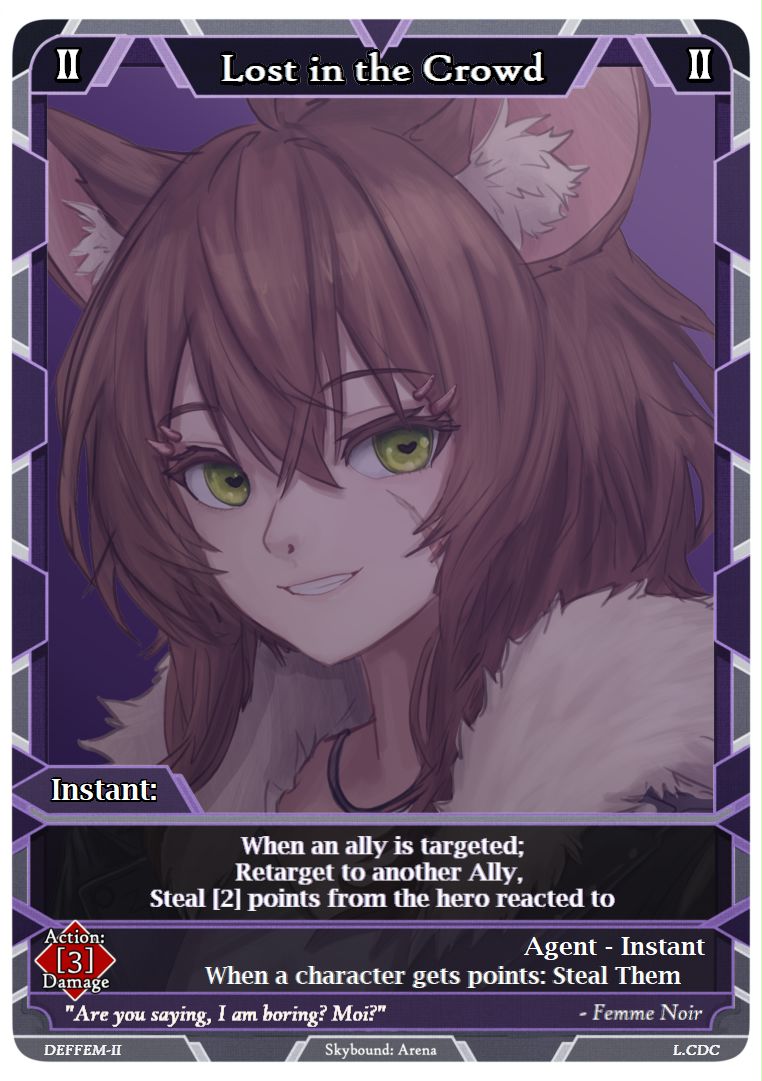 II Lost in the Crowd II
Instant:
When an ally is targeted;
Retarget to another Ally,
Steal [2] points from the hero reacted to
Action:
[3]
Damage
Agent - Instant
When a character gets points: Steal Them
"Are you saying, I am boring? Moi?" - Femme Noir
DEFFEM-II Skybound: Arena L.CDC